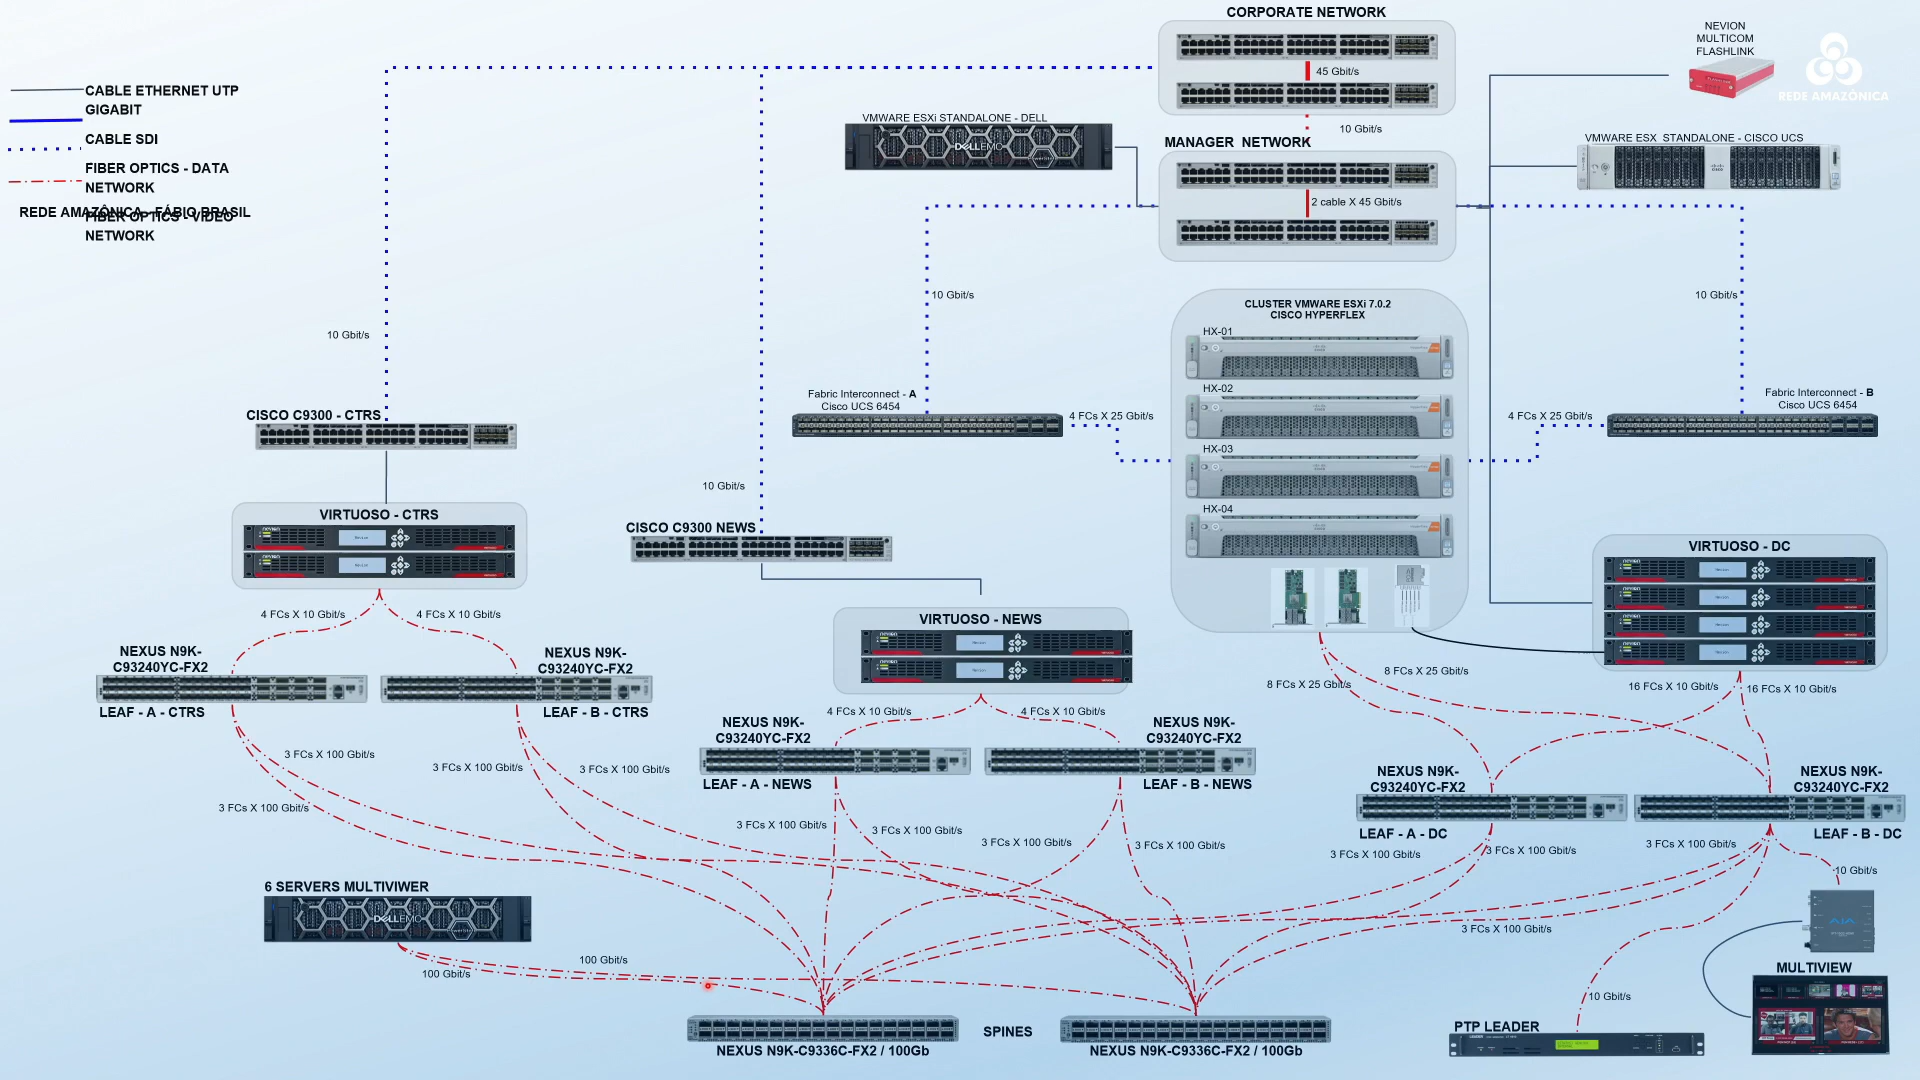 CORPORATE NETWORK
45 Gbit/s
10 Gbit/s
NEVION
MULTICOM
FLASHLINK
REDE AMAZÔNICA
CABLE ETHERNET UTP
GIGABIT
CABLE SDI
FIBER OPTICS - DATA
NETWORK
REDE AMAZÔNICA - FÁBIO BRASIL
FIBER OPTICS - VIDEO
NETWORK
VMWARE ESXi STANDALONE - DELL
DELLEMC
MANAGER NETWORK
2 cable X 45 Gbit/s
VMWARE ESX STANDALONE - CISCO UCS
10 Gbit/s
10 Gbit/s
10 Gbit/s
10 Gbit/s
CLUSTER VMWARE ESXi 7.0.2
CISCO HYPERFLEX
HX-01
HX-02
HX-03
HX-04
Fabric Interconnect - A
Cisco UCS 6454
4 FCs X 25 Gbit/s
4 FCs X 25 Gbit/s
Fabric Interconnect - B
Cisco UCS 6454
CISCO C9300 - CTRS
VIRTUOSO - CTRS
CISCO C9300 NEWS
VIRTUOSO - NEWS
VIRTUOSO - DC
4 FCs X 10 Gbit/s
4 FCs X 10 Gbit/s
NEXUS N9K-
C93240YC-FX2
LEAF - A - CTRS
NEXUS N9K-
C93240YC-FX2
LEAF - B - CTRS
4 FCs X 10 Gbit/s
4 FCs X 10 Gbit/s
NEXUS N9K-
C93240YC-FX2
LEAF - A - NEWS
NEXUS N9K-
C93240YC-FX2
LEAF - B - NEWS
8 FCs X 25 Gbit/s
8 FCs X 25 Gbit/s
16 FCs X 10 Gbit/s
16 FCs X 10 Gbit/s
NEXUS N9K-
C93240YC-FX2
LEAF - A - DC
NEXUS N9K-
C93240YC-FX2
LEAF - B - DC
3 FCs X 100 Gbit/s
3 FCs X 100 Gbit/s
3 FCs X 100 Gbit/s
3 FCs X 100 Gbit/s
3 FCs X 100 Gbit/s
3 FCs X 100 Gbit/s
3 FCs X 100 Gbit/s
3 FCs X 100 Gbit/s
3 FCs X 100 Gbit/s
3 FCs X 100 Gbit/s
3 FCs X 100 Gbit/s
3 FCs X 100 Gbit/s
10 Gbit/s
AJA
6 SERVERS MULTIVIWER
DELLEMC
100 Gbit/s
100 Gbit/s
SPINES
NEXUS N9K-C9336C-FX2 / 100Gb
NEXUS N9K-C9336C-FX2 / 100Gb
10 Gbit/s
PTP LEADER
MULTIVIEW